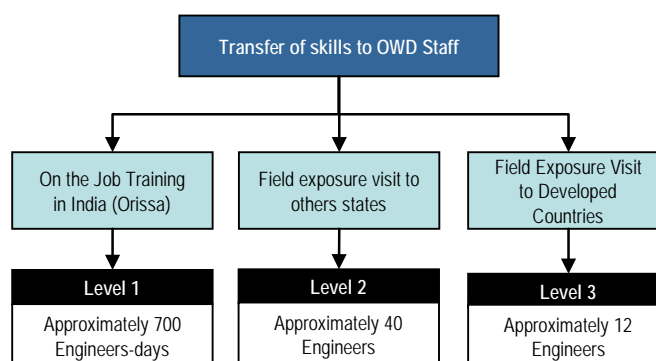 Transfer of skills to OWD Staff
On the Job Training
in India (Orissa)
Field exposure visit to
others states
Field Exposure Visit
to Developed
Countries
Level 1
Approximately 700
Engineers-days
Level 2
Approximately 40
Engineers
Level 3
Approximately 12
Engineers